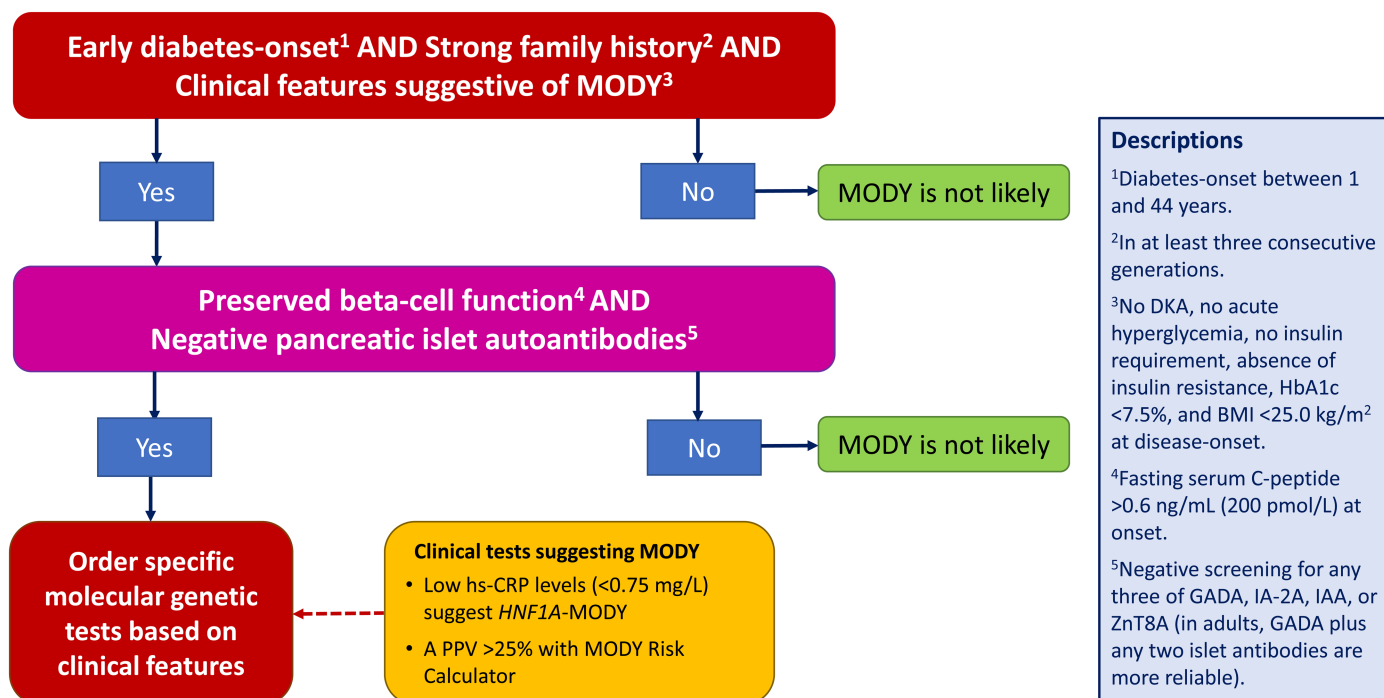 Early diabetes-onset¹ AND Strong family history² AND
Clinical features suggestive of MODY³
Yes
No
MODY is not likely
Preserved beta-cell function⁴ AND
Negative pancreatic islet autoantibodies⁵
Yes
No
MODY is not likely
Order specific
molecular genetic
tests based on
clinical features
Clinical tests suggesting MODY
• Low hs-CRP levels (<0.75 mg/L)
suggest HNF1A-MODY
• A PPV >25% with MODY Risk
Calculator
Descriptions
¹Diabetes-onset between 1
and 44 years.
²In at least three consecutive
generations.
³No DKA, no acute
hyperglycemia, no insulin
requirement, absence of
insulin resistance, HbA1c
<7.5%, and BMI <25.0 kg/m²
at disease-onset.
⁴Fasting serum C-peptide
>0.6 ng/mL (200 pmol/L) at
onset.
⁵Negative screening for any
three of GADA, IA-2A, IAA, or
ZnT8A (in adults, GADA plus
any two islet antibodies are
more reliable).